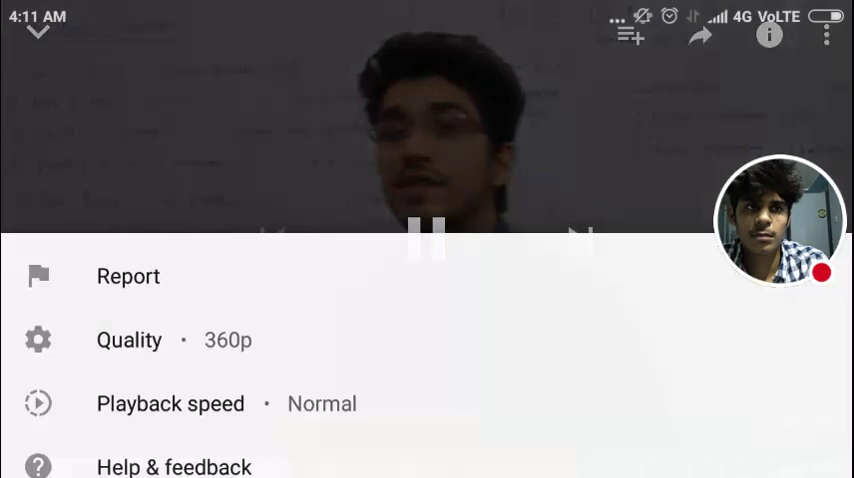 4:11 AM
4G VoLTE
Report
Quality • 360p
Playback speed • Normal
Help & feedback